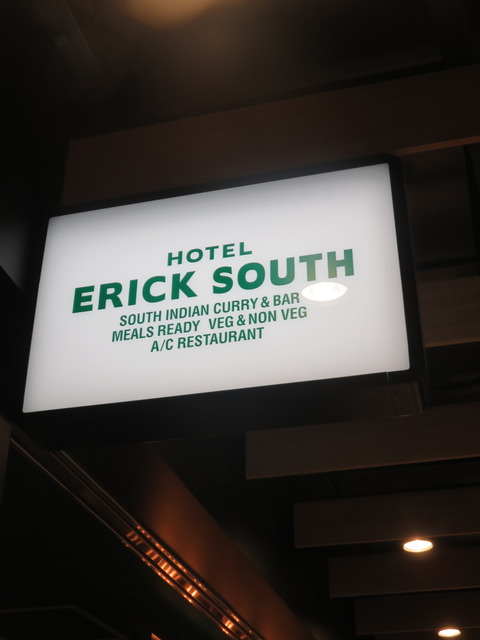 HOTEL
ERICK SOUTH
SOUTH INDIAN CURRY & BAR
MEALS READY VEG & NON VEG
A/C RESTAURANT